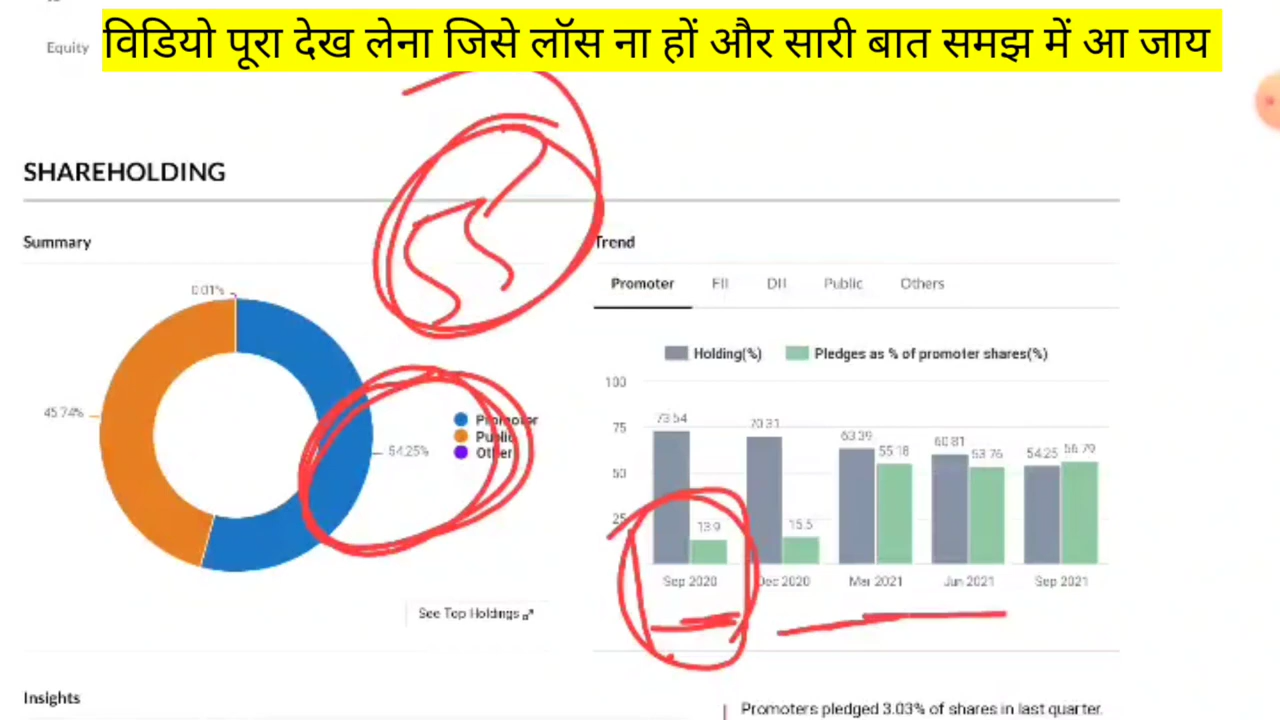 Equity
विडियो पूरा देख लेना जिसे लॉस ना हों और सारी बात समझ में आ जाय
SHAREHOLDING
Summary
Trend
Promoter FII DII Public Others
0.01%
45.74%
54.25%
Promotor
Public
Other
Holding(%) Pledges as % of promoter shares(%)
100
75
50
25
73.54 13.9 70.31 15.5 63.39 55.18 60.81 53.76 54.25 56.79
Sep 2020 Dec 2020 Mar 2021 Jun 2021 Sep 2021
See Top Holdings
Insights
Promoters pledged 3.03% of shares in last quarter.